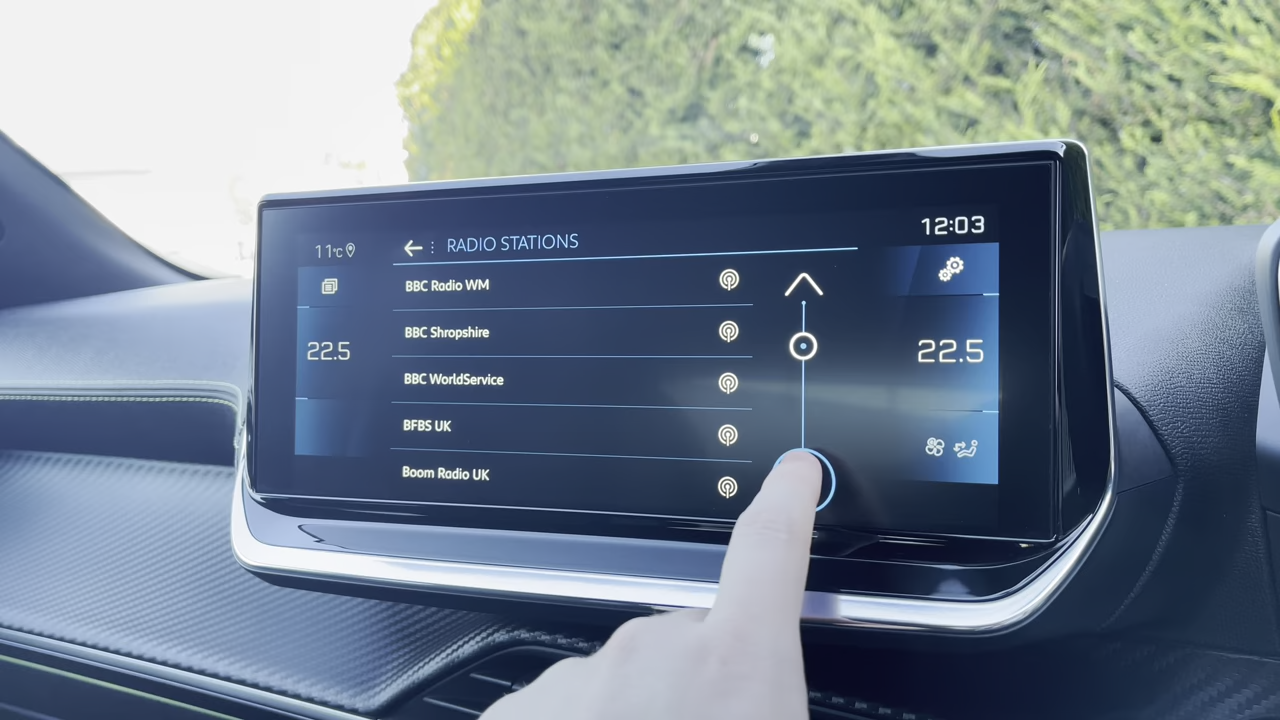 12:03
11°C
RADIO STATIONS
BBC Radio WM
BBC Shropshire
22.5
22.5
BBC WorldService
BFBS UK
Boom Radio UK